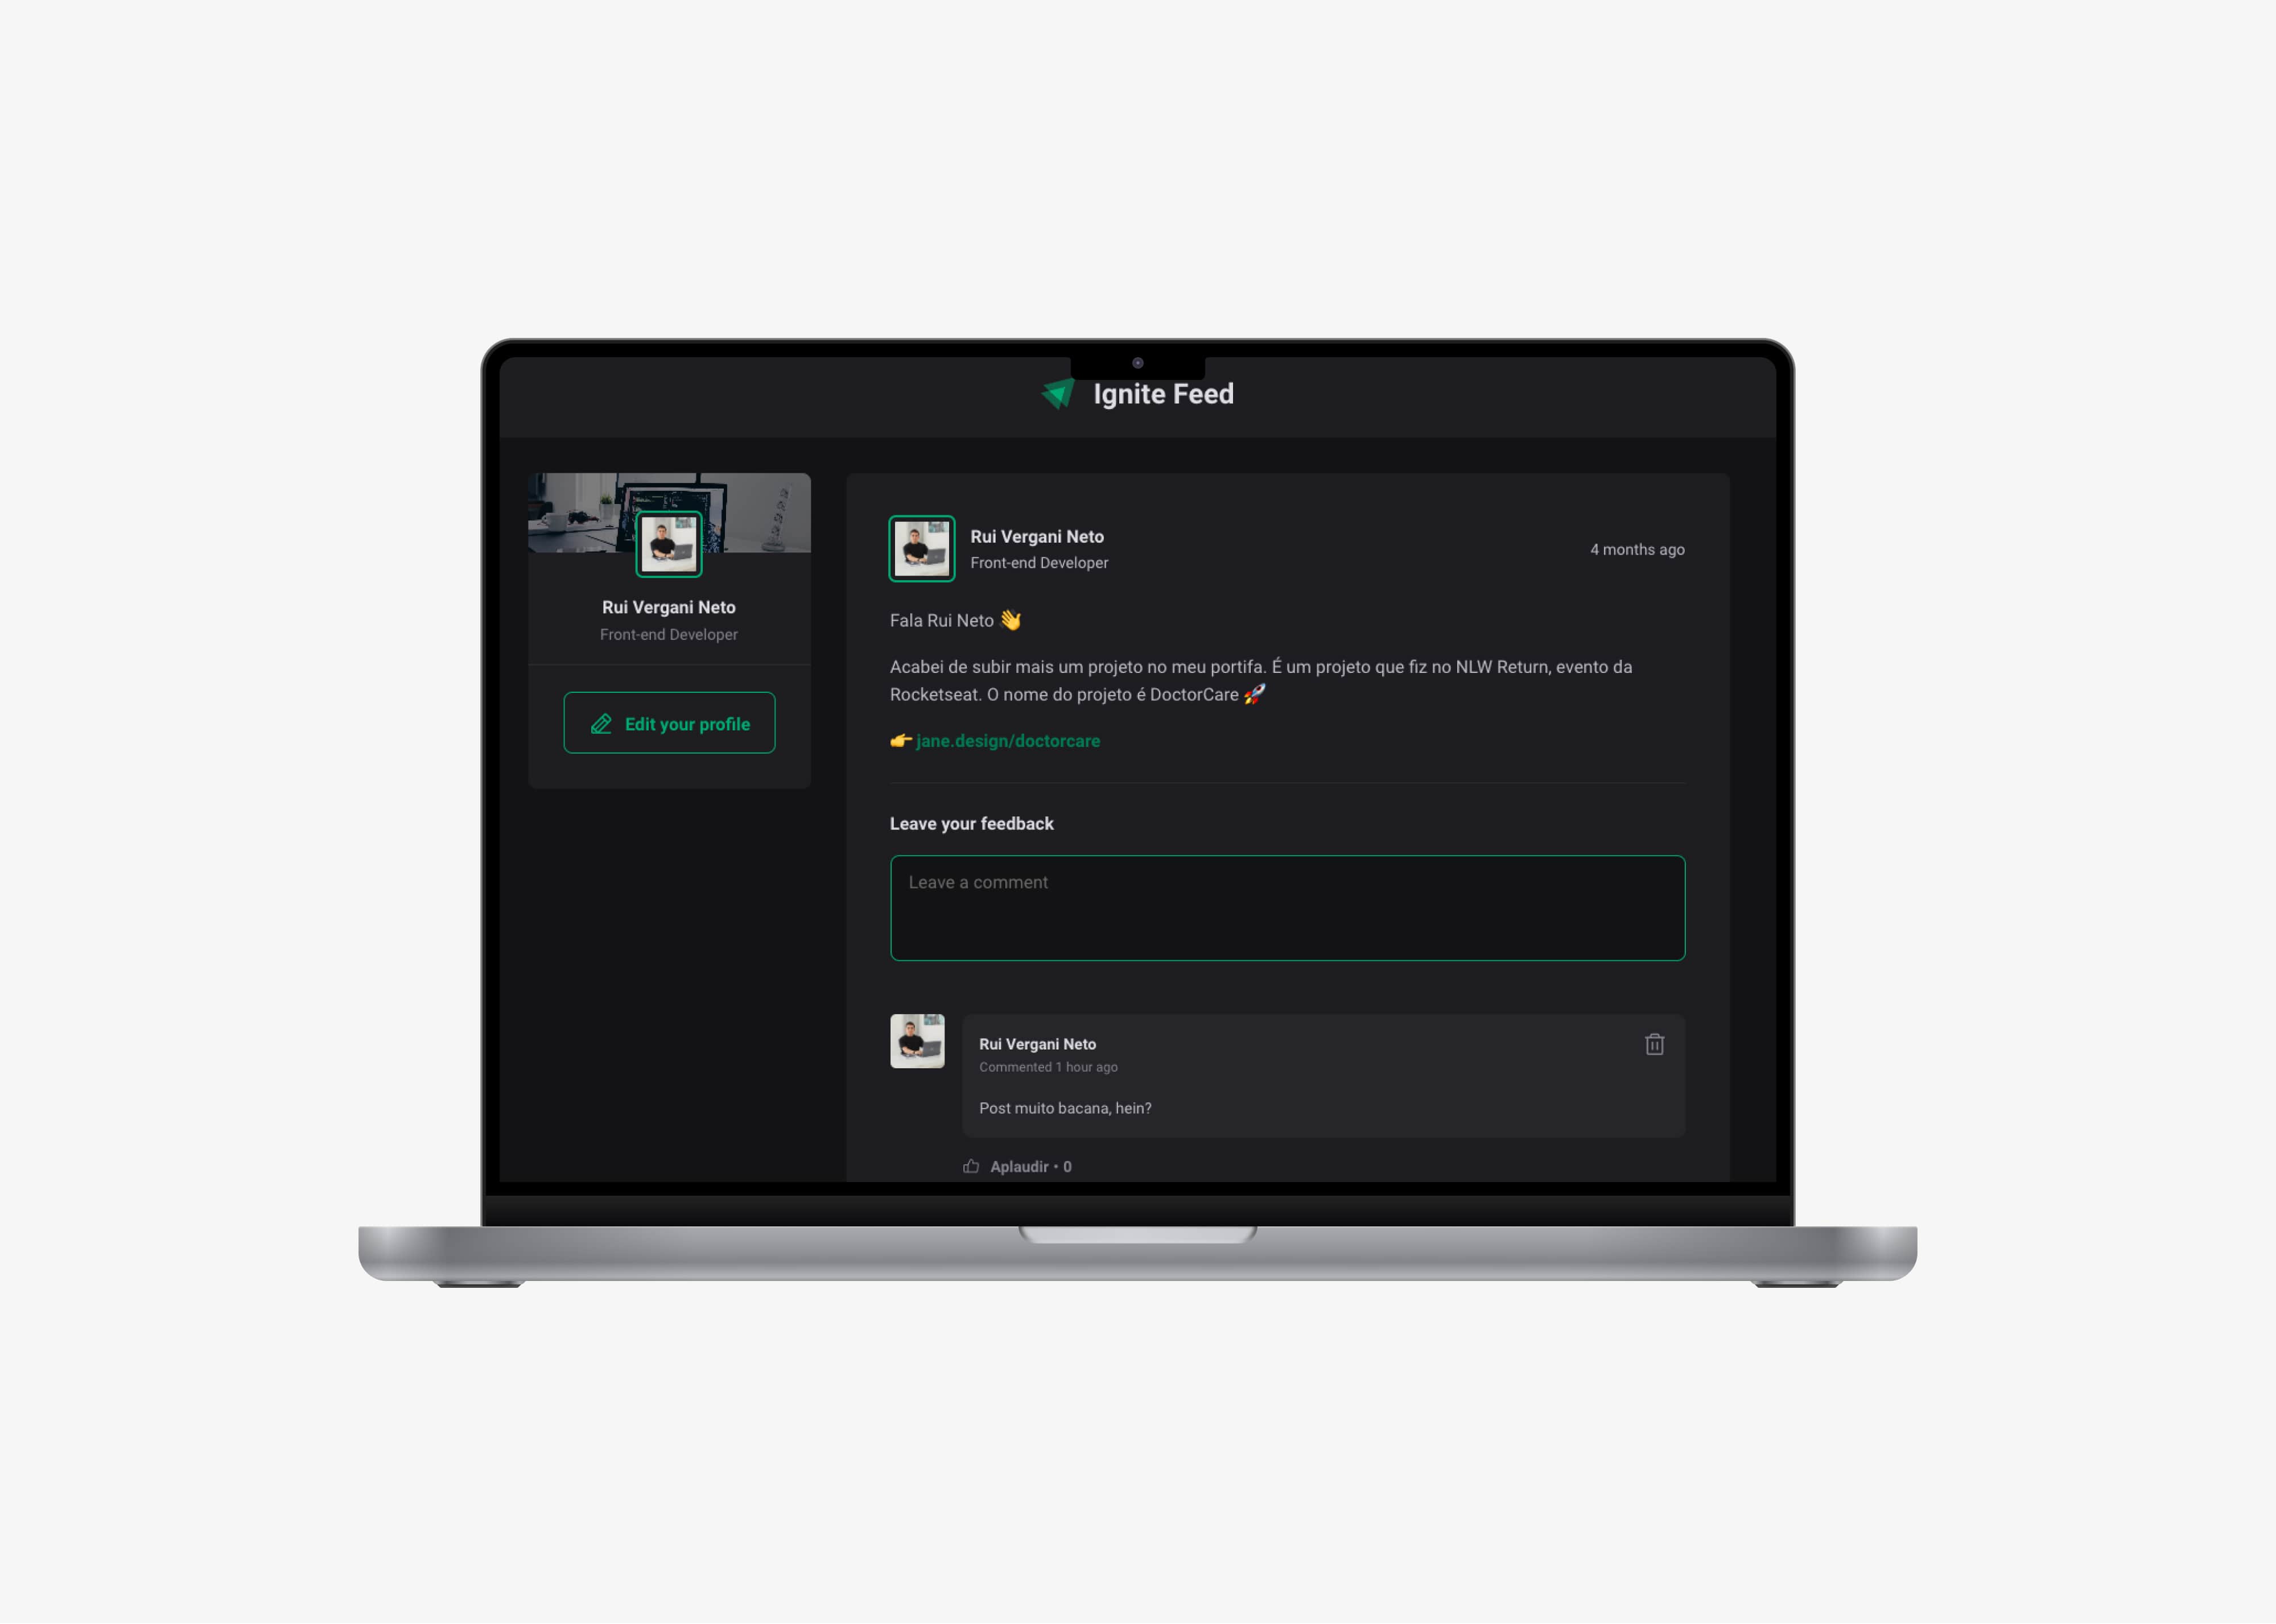 Ignite Feed
Rui Vergani Neto
Front-end Developer
Edit your profile
Rui Vergani Neto
Front-end Developer
4 months ago
Fala Rui Neto 👋
Acabei de subir mais um projeto no meu portifa. É um projeto que fiz no NLW Return, evento da
Rocketseat. O nome do projeto é DoctorCare 🚀
👉 jane.design/doctorcare
Leave your feedback
Leave a comment
Rui Vergani Neto
Commented 1 hour ago
Post muito bacana, hein?
Aplaudir • 0